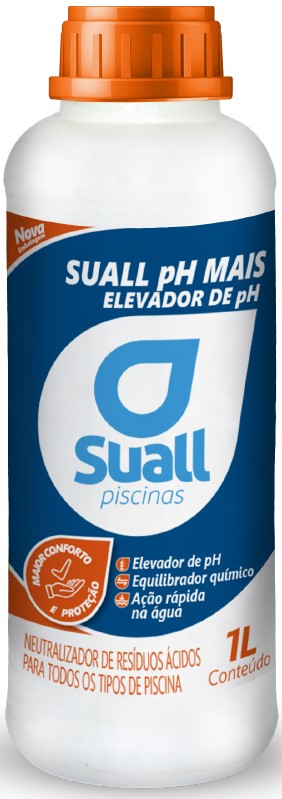 Nova
Embalagem
SUALL pH MAIS
ELEVADOR DE pH
Suall
piscinas
MAIOR CONFORTO
E PROTEÇÃO
Elevador de pH
Equilibrador químico
Ação rápida
na água
NEUTRALIZADOR DE RESÍDUOS ÁCIDOS
PARA TODOS OS TIPOS DE PISCINA
1L
Conteúdo